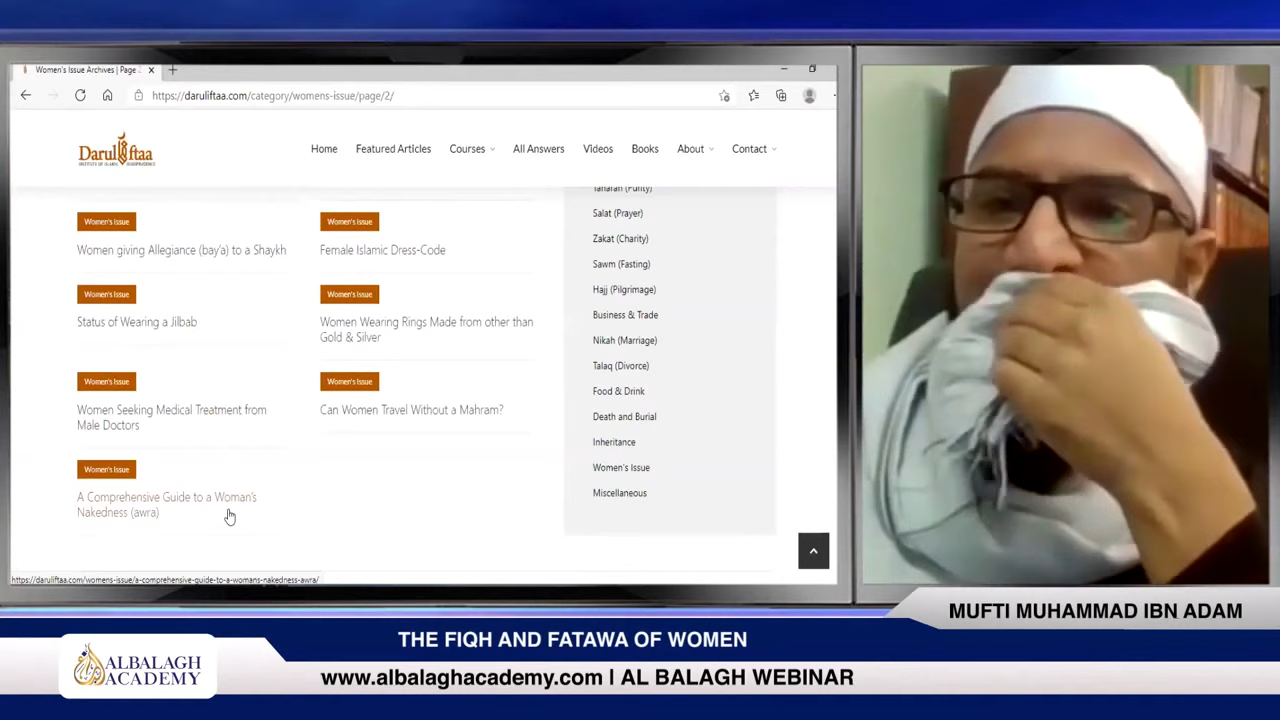 Women's Issue Archives | Page
https://daruliftaa.com/category/womens-issue/page/2/
Darul Iftaa
INSTITUTE OF ISLAMIC JURISPRUDENCE
Home Featured Articles Courses All Answers Videos Books About Contact
Women's Issue Women's Issue
Women giving Allegiance (bay'a) to a Shaykh Female Islamic Dress-Code
Women's Issue Women's Issue
Status of Wearing a Jilbab Women Wearing Rings Made from other than
Gold & Silver
Women's Issue Women's Issue
Women Seeking Medical Treatment from Can Women Travel Without a Mahram?
Male Doctors
Women's Issue
A Comprehensive Guide to a Woman's
Nakedness (awra)
Taharah (Purity)
Salat (Prayer)
Zakat (Charity)
Sawm (Fasting)
Hajj (Pilgrimage)
Business & Trade
Nikah (Marriage)
Talaq (Divorce)
Food & Drink
Death and Burial
Inheritance
Women's Issue
Miscellaneous
https://daruliftaa.com/womens-issue/a-comprehensive-guide-to-a-womans-nakedness-awra/
MUFTI MUHAMMAD IBN ADAM
THE FIQH AND FATAWA OF WOMEN
ALBALAGH
ACADEMY
www.albalaghacademy.com | AL BALAGH WEBINAR